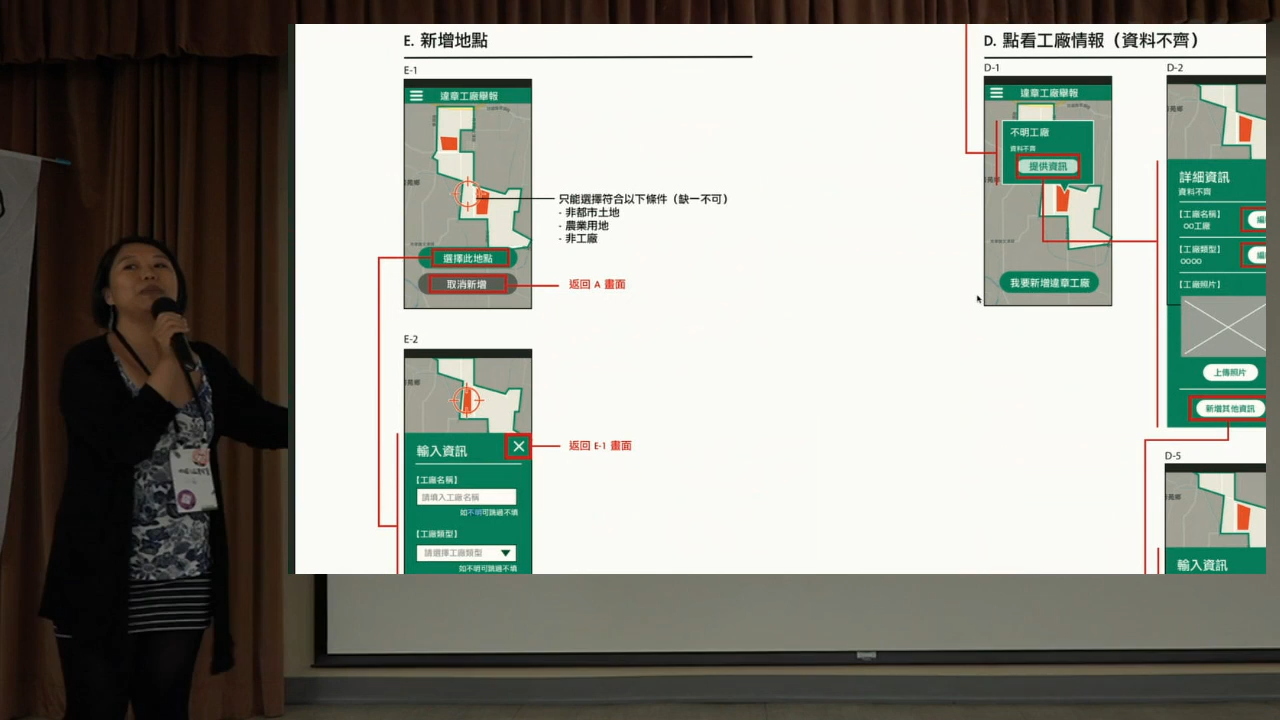 E. 新增地點
E-1
違章工廠舉報
只能選擇符合以下條件（缺一不可）
· 非都市土地
· 農業用地
· 非工廠
選擇此地點
取消新增
返回 A 畫面
E-2
輸入資訊
返回 E-1 畫面
【工廠名稱】
請填入工廠名稱
如不明可跳過不填
【工廠類型】
請選擇工廠類型
如不明可跳過不填
D. 點看工廠情報（資料不齊）
D-1
違章工廠舉報
不明工廠
資料不齊
提供資訊
我要新增違章工廠
D-2
詳細資訊
資料不齊
【工廠名稱】
OO工廠
【工廠類型】
OOOO
【工廠照片】
上傳照片
新增其他資訊
D-5
輸入資訊